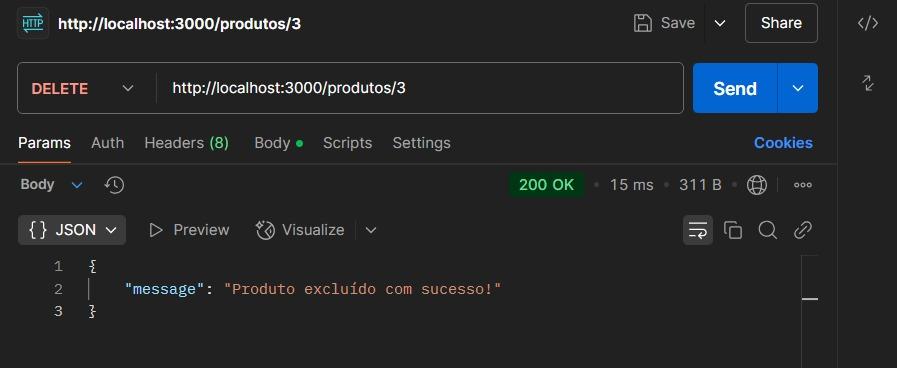 HTTP http://localhost:3000/produtos/3 Save Share
DELETE http://localhost:3000/produtos/3 Send
Params Auth Headers (8) Body Scripts Settings Cookies
Body 200 OK • 15 ms • 311 B •
{} JSON Preview Visualize
1 {
2 "message": "Produto excluído com sucesso!"
3 }